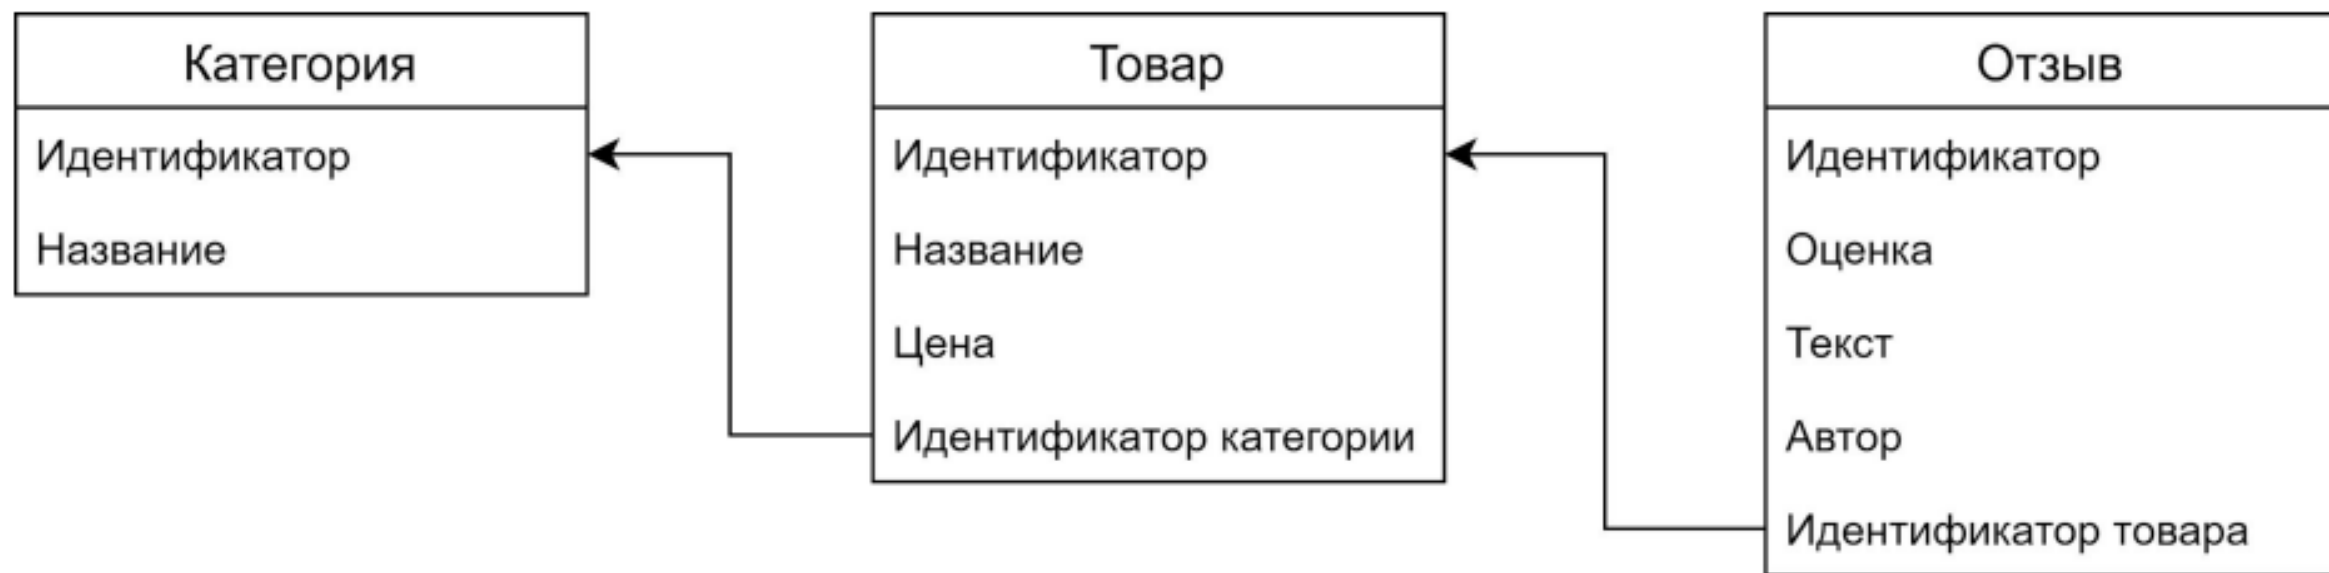 Категория
Идентификатор
Название
Товар
Идентификатор
Название
Цена
Идентификатор категории
Отзыв
Идентификатор
Оценка
Текст
Автор
Идентификатор товара